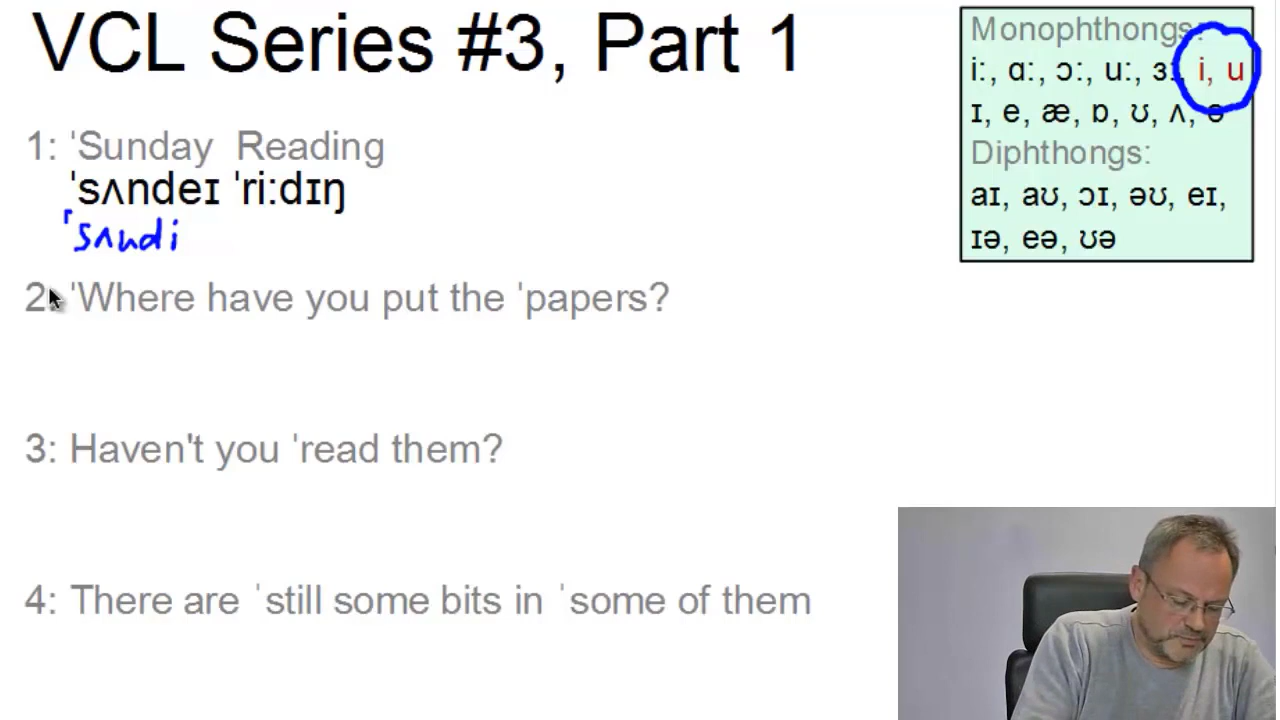 VCL Series #3, Part 1
1: ˈSunday Reading
ˈsʌndeɪ ˈriːdɪŋ
ˈsʌndi
2: ˈWhere have you put the ˈpapers?
3: Haven't you ˈread them?
4: There are ˈstill some bits in ˈsome of them
Monophthongs:
iː, ɑː, ɔː, uː, ɜː, i, u
ɪ, e, æ, ɒ, ʊ, ʌ, ə
Diphthongs:
aɪ, aʊ, ɔɪ, əʊ, eɪ,
ɪə, eə, ʊə